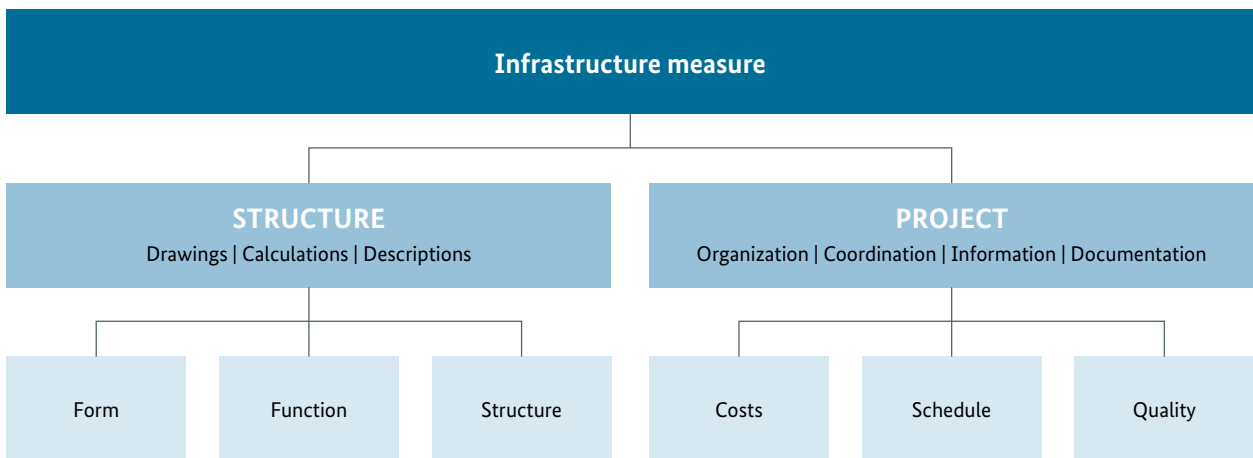 Infrastructure measure
STRUCTURE
Drawings | Calculations | Descriptions
PROJECT
Organization | Coordination | Information | Documentation
Form
Function
Structure
Costs
Schedule
Quality